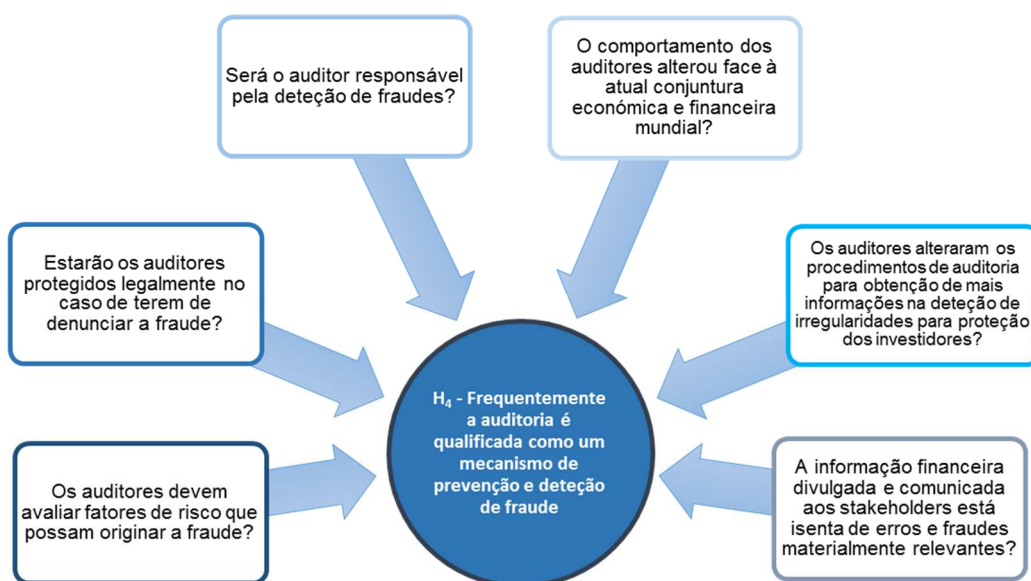 Será o auditor responsável
pela deteção de fraudes?
O comportamento dos
auditores alterou face à
atual conjuntura
económica e financeira
mundial?
Estarão os auditores
protegidos legalmente no
caso de terem de
denunciar a fraude?
Os auditores alteraram os
procedimentos de auditoria
para obtenção de mais
informações na deteção de
irregularidades para proteção
dos investidores?
H₄ - Frequentemente
a auditoria é
qualificada como um
mecanismo de
prevenção e deteção
de fraude
Os auditores devem
avaliar fatores de risco que
possam originar a fraude?
A informação financeira
divulgada e comunicada
aos stakeholders está
isenta de erros e fraudes
materialmente relevantes?